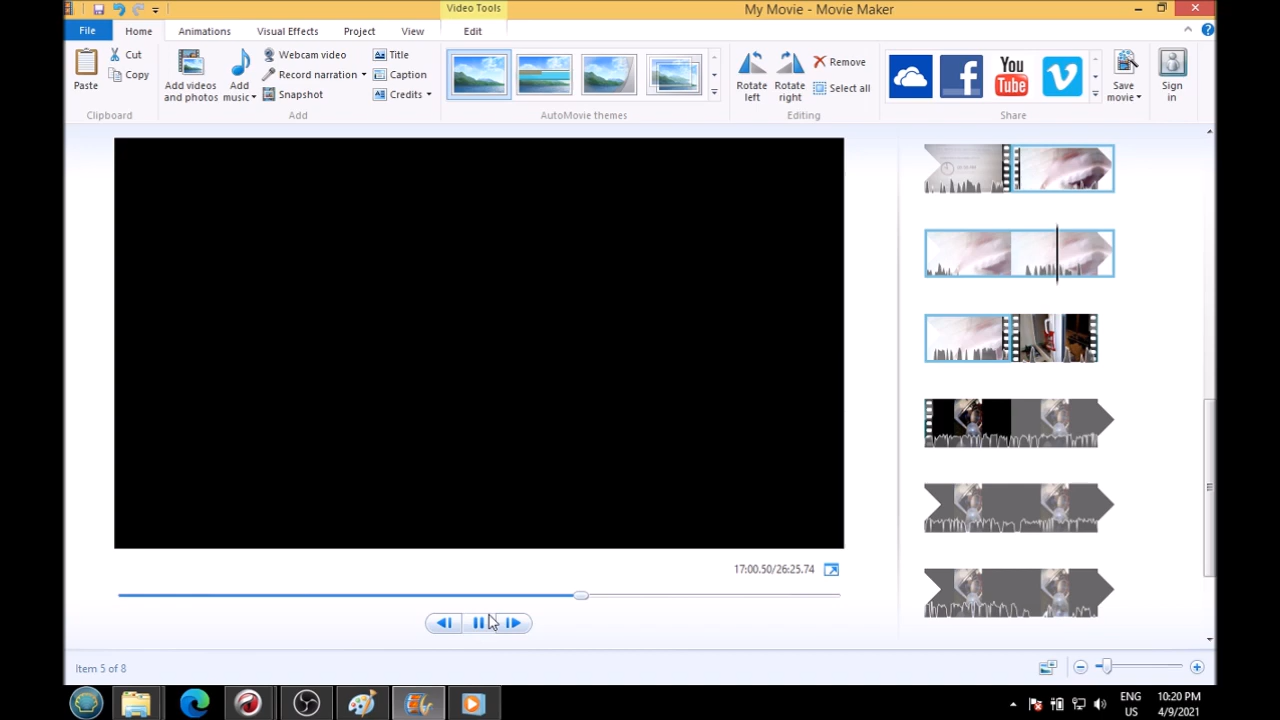 My Movie - Movie Maker
Video Tools
File
Home
Animations
Visual Effects
Project
View
Edit
Paste
Cut
Copy
Clipboard
Add videos
and photos
Add
music
Webcam video
Record narration
Snapshot
Title
Caption
Credits
Add
AutoMovie themes
Rotate
left
Rotate
right
Remove
Select all
Editing
You
Tube
Share
Save
movie
Sign
in
17:00.50/26:25.74
Item 5 of 8
ENG
US
10:20 PM
4/9/2021